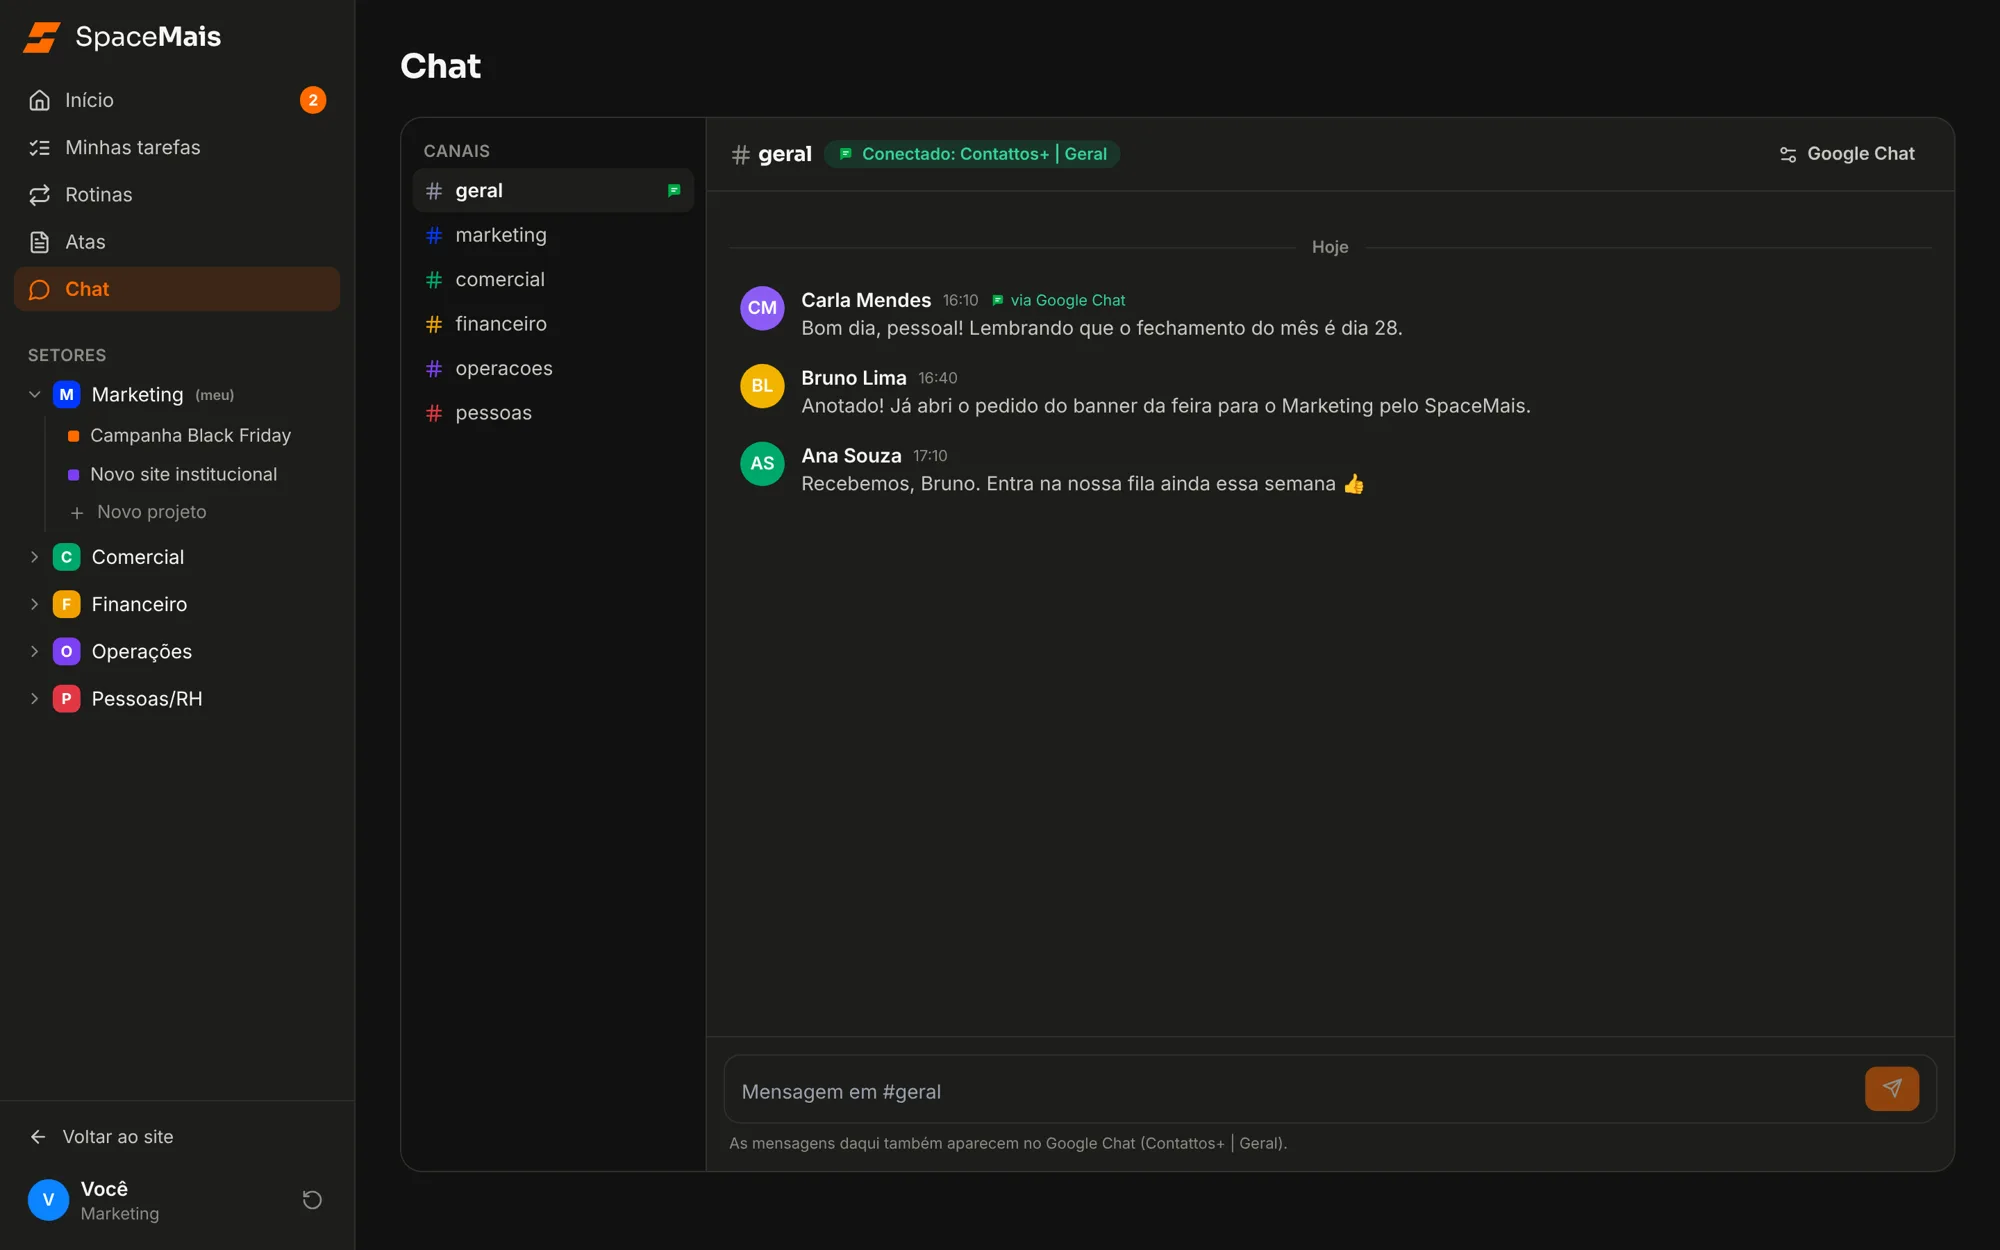 SpaceMais
Início
2
Minhas tarefas
Rotinas
Atas
Chat
SETORES
M Marketing (meu)
Campanha Black Friday
Novo site institucional
+ Novo projeto
C Comercial
F Financeiro
O Operações
P Pessoas/RH
Voltar ao site
V
Você
Marketing
Chat
CANAIS
# geral
# marketing
# comercial
# financeiro
# operacoes
# pessoas
# geral
Conectado: Contattos+ | Geral
Google Chat
Hoje
CM
Carla Mendes 16:10 via Google Chat
Bom dia, pessoal! Lembrando que o fechamento do mês é dia 28.
BL
Bruno Lima 16:40
Anotado! Já abri o pedido do banner da feira para o Marketing pelo SpaceMais.
AS
Ana Souza 17:10
Recebemos, Bruno. Entra na nossa fila ainda essa semana 👍
Mensagem em #geral
As mensagens daqui também aparecem no Google Chat (Contattos+ | Geral).